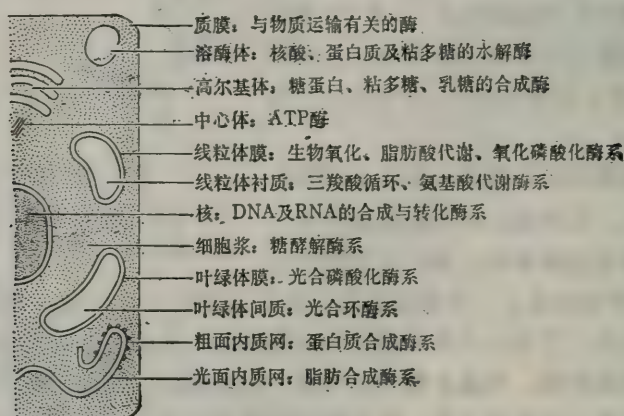 质膜：与物质运输有关的酶
溶酶体：核酸、蛋白质及粘多糖的水解酶
高尔基体：糖蛋白、粘多糖、乳糖的合成酶
中心体：ATP酶
线粒体膜：生物氧化、脂肪酸代谢、氧化磷酸化酶系
线粒体衬质：三羧酸循环、氨基酸代谢酶系
核：DNA及RNA的合成与转化酶系
细胞浆：糖酵解酶系
叶绿体膜：光合磷酸化酶系
叶绿体间质：光合环酶系
粗面内质网：蛋白质合成酶系
光面内质网：脂肪合成酶系